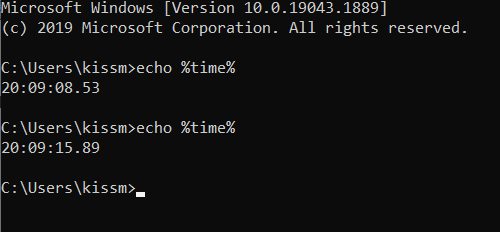 Microsoft Windows [Version 10.0.19043.1889]
(c) 2019 Microsoft Corporation. All rights reserved.
C:\Users\kissm>echo %time%
20:09:08.53
C:\Users\kissm>echo %time%
20:09:15.89
C:\Users\kissm>